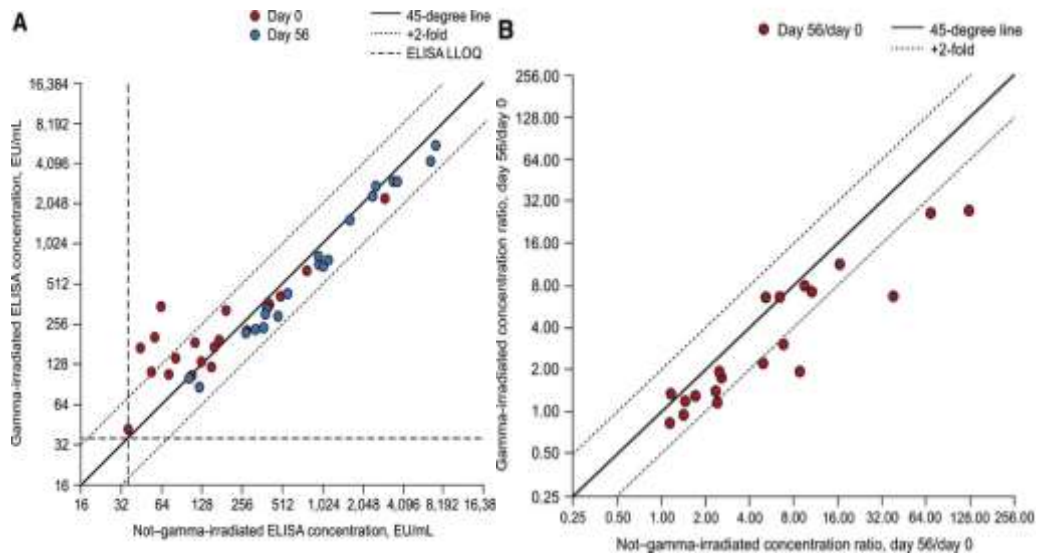 A
Day 0
Day 56
45-degree line
+2-fold
ELISA LLOQ
Gamma-irradiated ELISA concentration, EU/mL
16,384
8,192
4,096
2,048
1,024
512
256
128
64
32
16
16 32 64 128 256 512 1,024 2,048 4,096 8,192 16,38
Not–gamma-irradiated ELISA concentration, EU/mL
B
Day 56/day 0
45-degree line
+2-fold
Gamma-irradiated concentration ratio, day 56/day 0
256.00
128.00
64.00
32.00
16.00
8.00
4.00
2.00
1.00
0.50
0.25
0.25 0.50 1.00 2.00 4.00 8.00 16.00 32.00 64.00 128.00 256.00
Not–gamma-irradiated concentration ratio, day 56/day 0